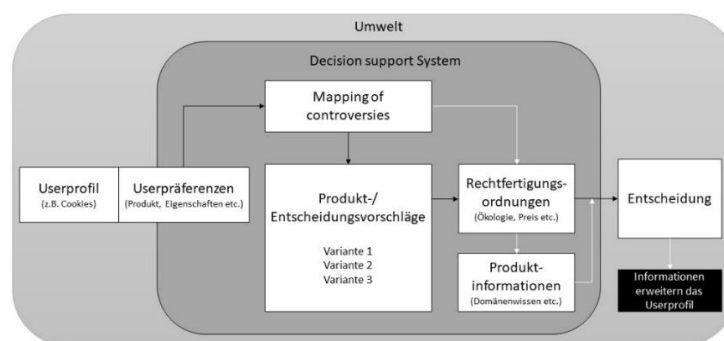 Umwelt
Decision support System
Mapping of
controversies
Userprofil
(z.B. Cookies)
Userpräferenzen
(Produkt, Eigenschaften etc.)
Produkt-/
Entscheidungsvorschläge
Variante 1
Variante 2
Variante 3
Rechtfertigungs-
ordnungen
(Ökologie, Preis etc.)
Produkt-
informationen
(Domänenwissen etc.)
Entscheidung
Informationen
erweitern das
Userprofil